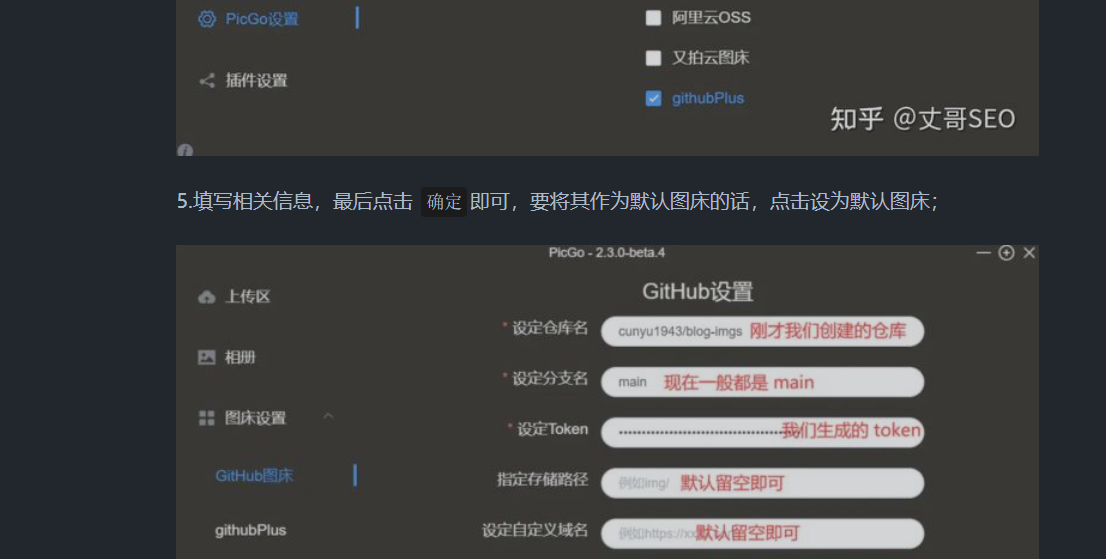 PicGo设置
阿里云OSS
又拍云图床
插件设置
githubPlus
知乎 @丈哥SEO
5.填写相关信息，最后点击 确定 即可，要将其作为默认图床的话，点击设为默认图床；
PicGo - 2.3.0-beta.4
GitHub设置
上传区
* 设定仓库名 cunyu1943/blog-imgs 刚才我们创建的仓库
相册
* 设定分支名 main 现在一般都是 main
图床设置
* 设定Token 我们生成的 token
GitHub图床
指定存储路径 例如img/ 默认留空即可
githubPlus
设定自定义域名 例如https:// 默认留空即可